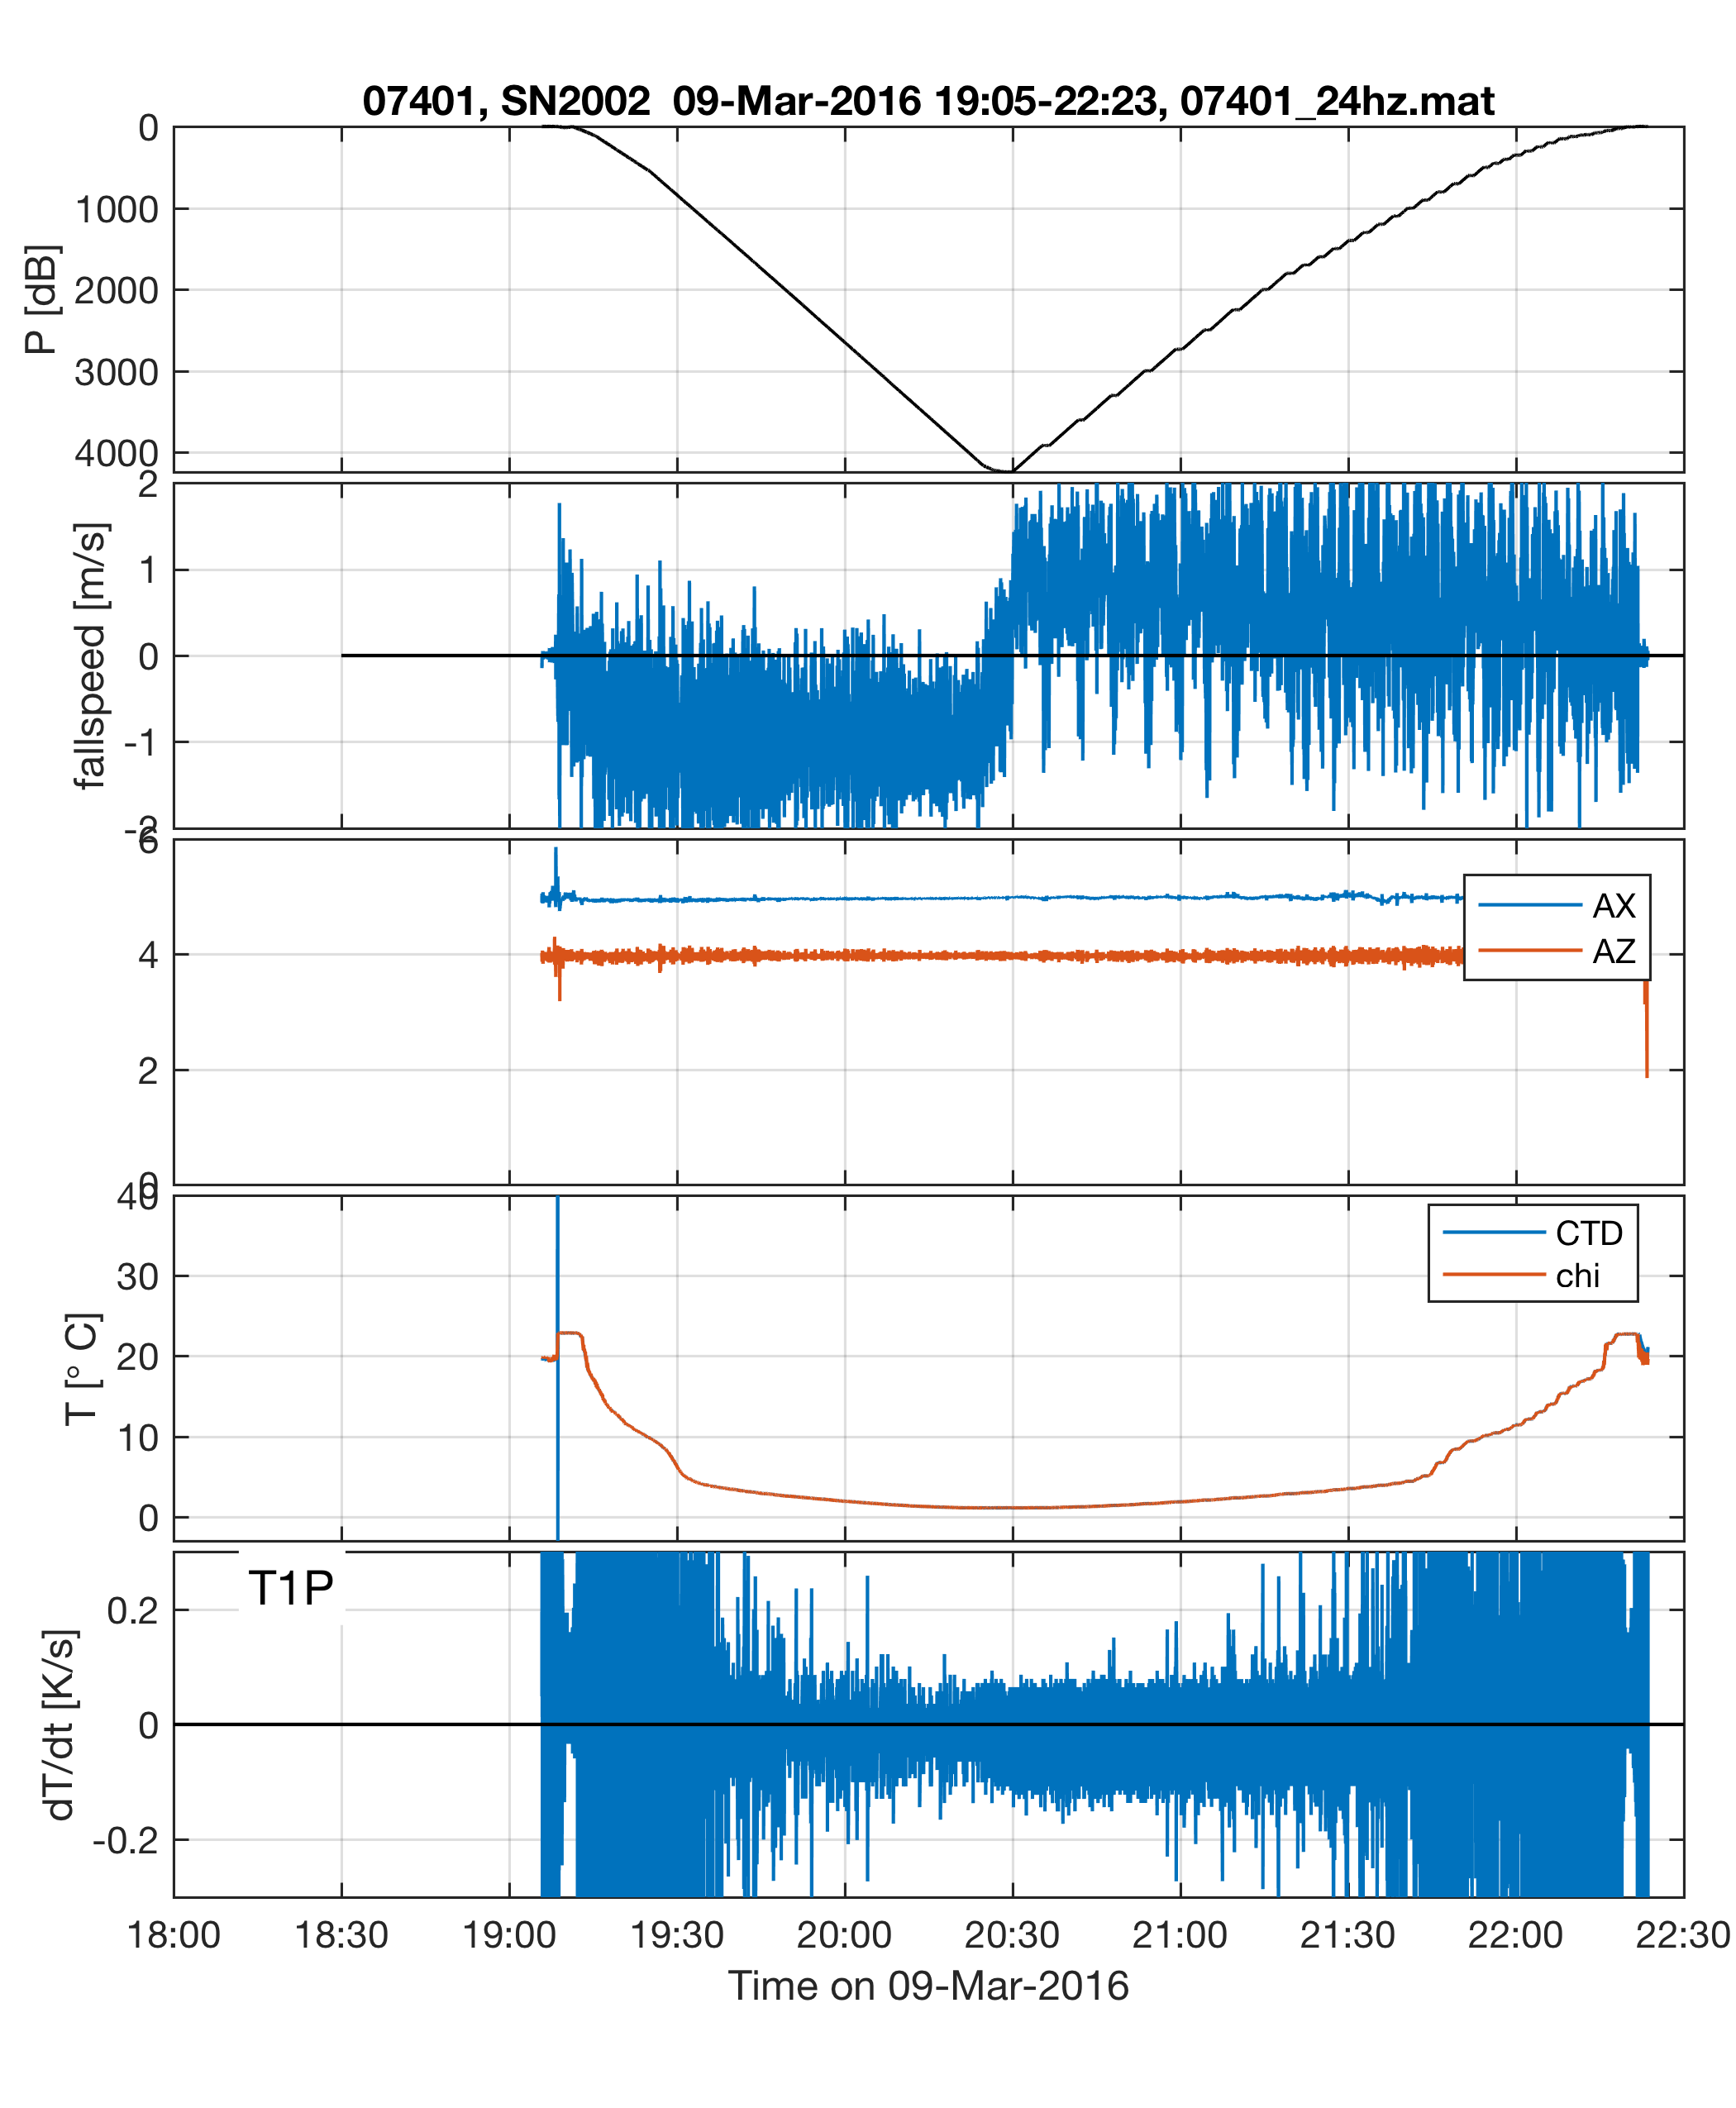 07401, SN2002  09-Mar-2016 19:05-22:23, 07401_24hz.mat
0
1000
2000
3000
4000
P [dB]
2
1
0
-1
-2
fallspeed [m/s]
6
4
2
0
AX
AZ
40
30
20
10
0
T [° C]
CTD
chi
T1P
0.2
0
-0.2
dT/dt [K/s]
18:00 18:30 19:00 19:30 20:00 20:30 21:00 21:30 22:00 22:30
Time on 09-Mar-2016